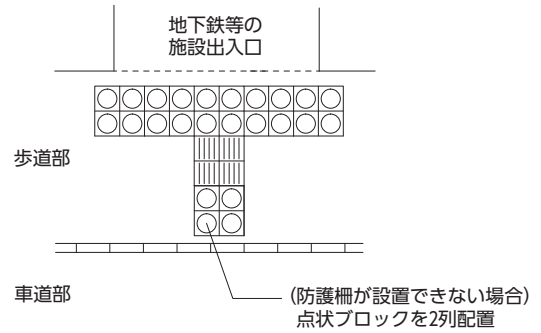 地下鉄等の
施設出入口
歩道部
車道部
(防護柵が設置できない場合)
点状ブロックを2列配置